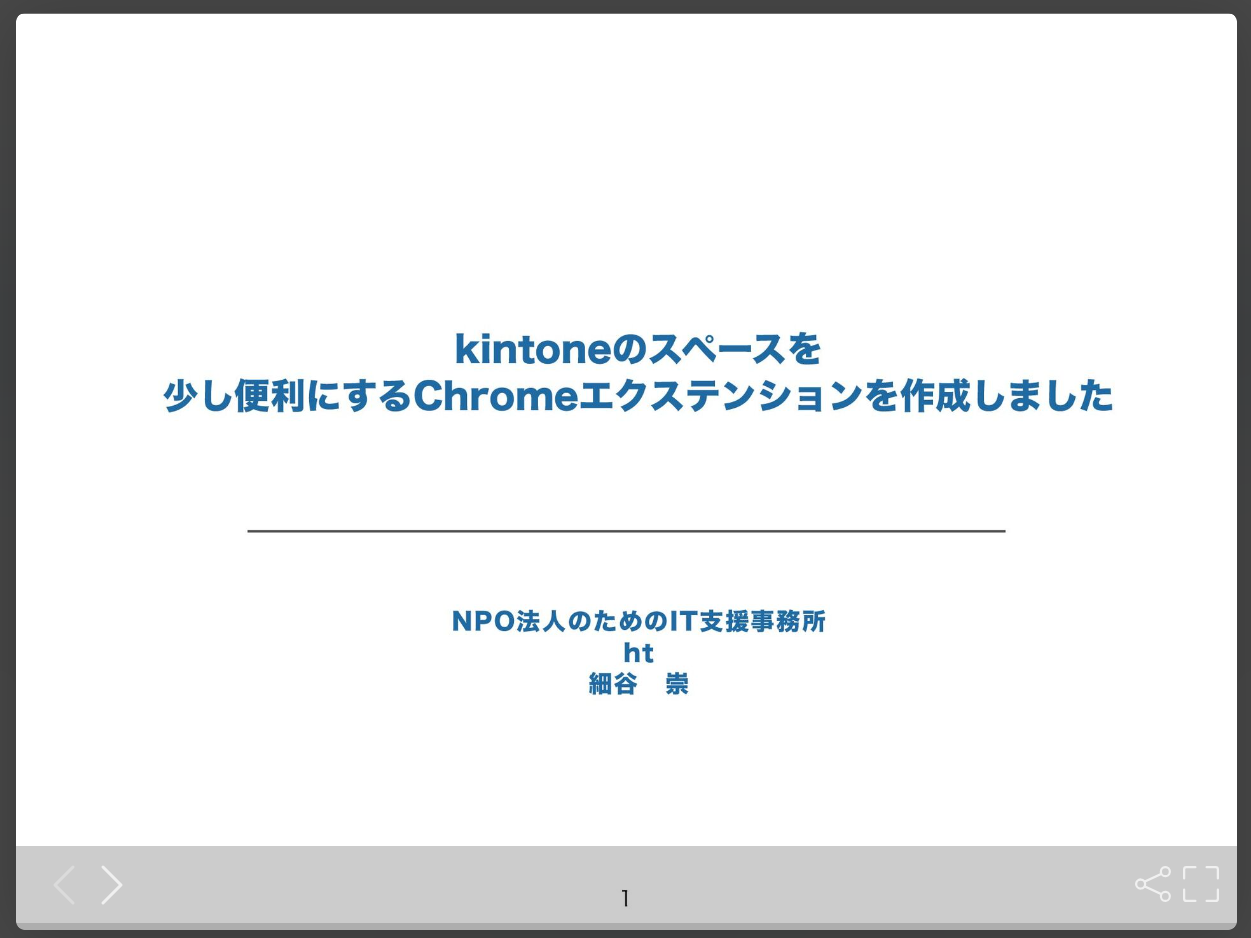 kintoneのスペースを
少し便利にするChromeエクステンションを作成しました
NPO法人のためのIT支援事務所
ht
細谷　崇
1